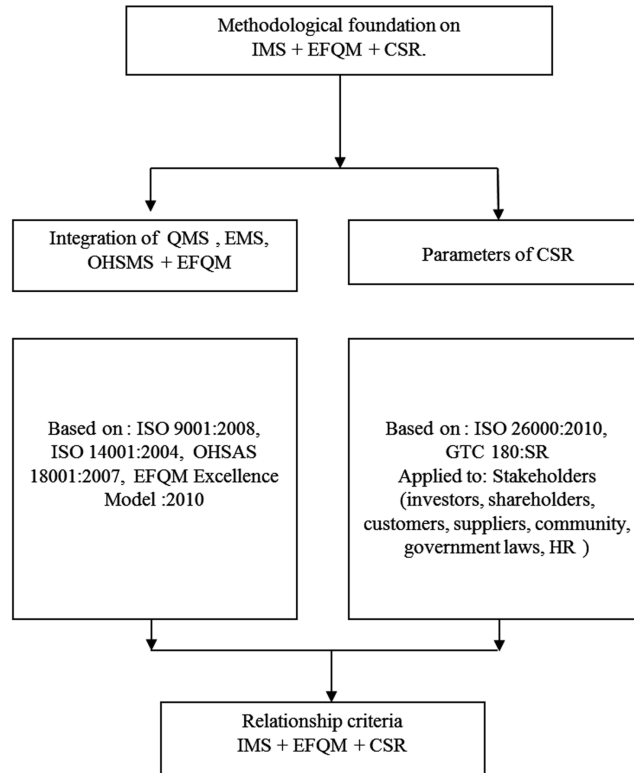 Methodological foundation on
IMS + EFQM + CSR.
Integration of QMS , EMS,
OHSMS + EFQM
Parameters of CSR
Based on : ISO 9001:2008,
ISO 14001:2004, OHSAS
18001:2007, EFQM Excellence
Model :2010
Based on : ISO 26000:2010,
GTC 180:SR
Applied to: Stakeholders
(investors, shareholders,
customers, suppliers, community,
government laws, HR )
Relationship criteria
IMS + EFQM + CSR